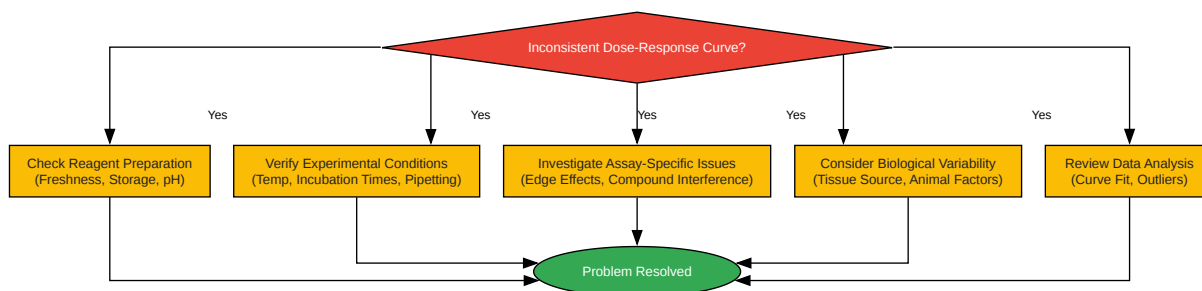 Inconsistent Dose-Response Curve?
Yes
Yes
Yes
Yes
Yes
Check Reagent Preparation
(Freshness, Storage, pH)
Verify Experimental Conditions
(Temp, Incubation Times, Pipetting)
Investigate Assay-Specific Issues
(Edge Effects, Compound Interference)
Consider Biological Variability
(Tissue Source, Animal Factors)
Review Data Analysis
(Curve Fit, Outliers)
Problem Resolved